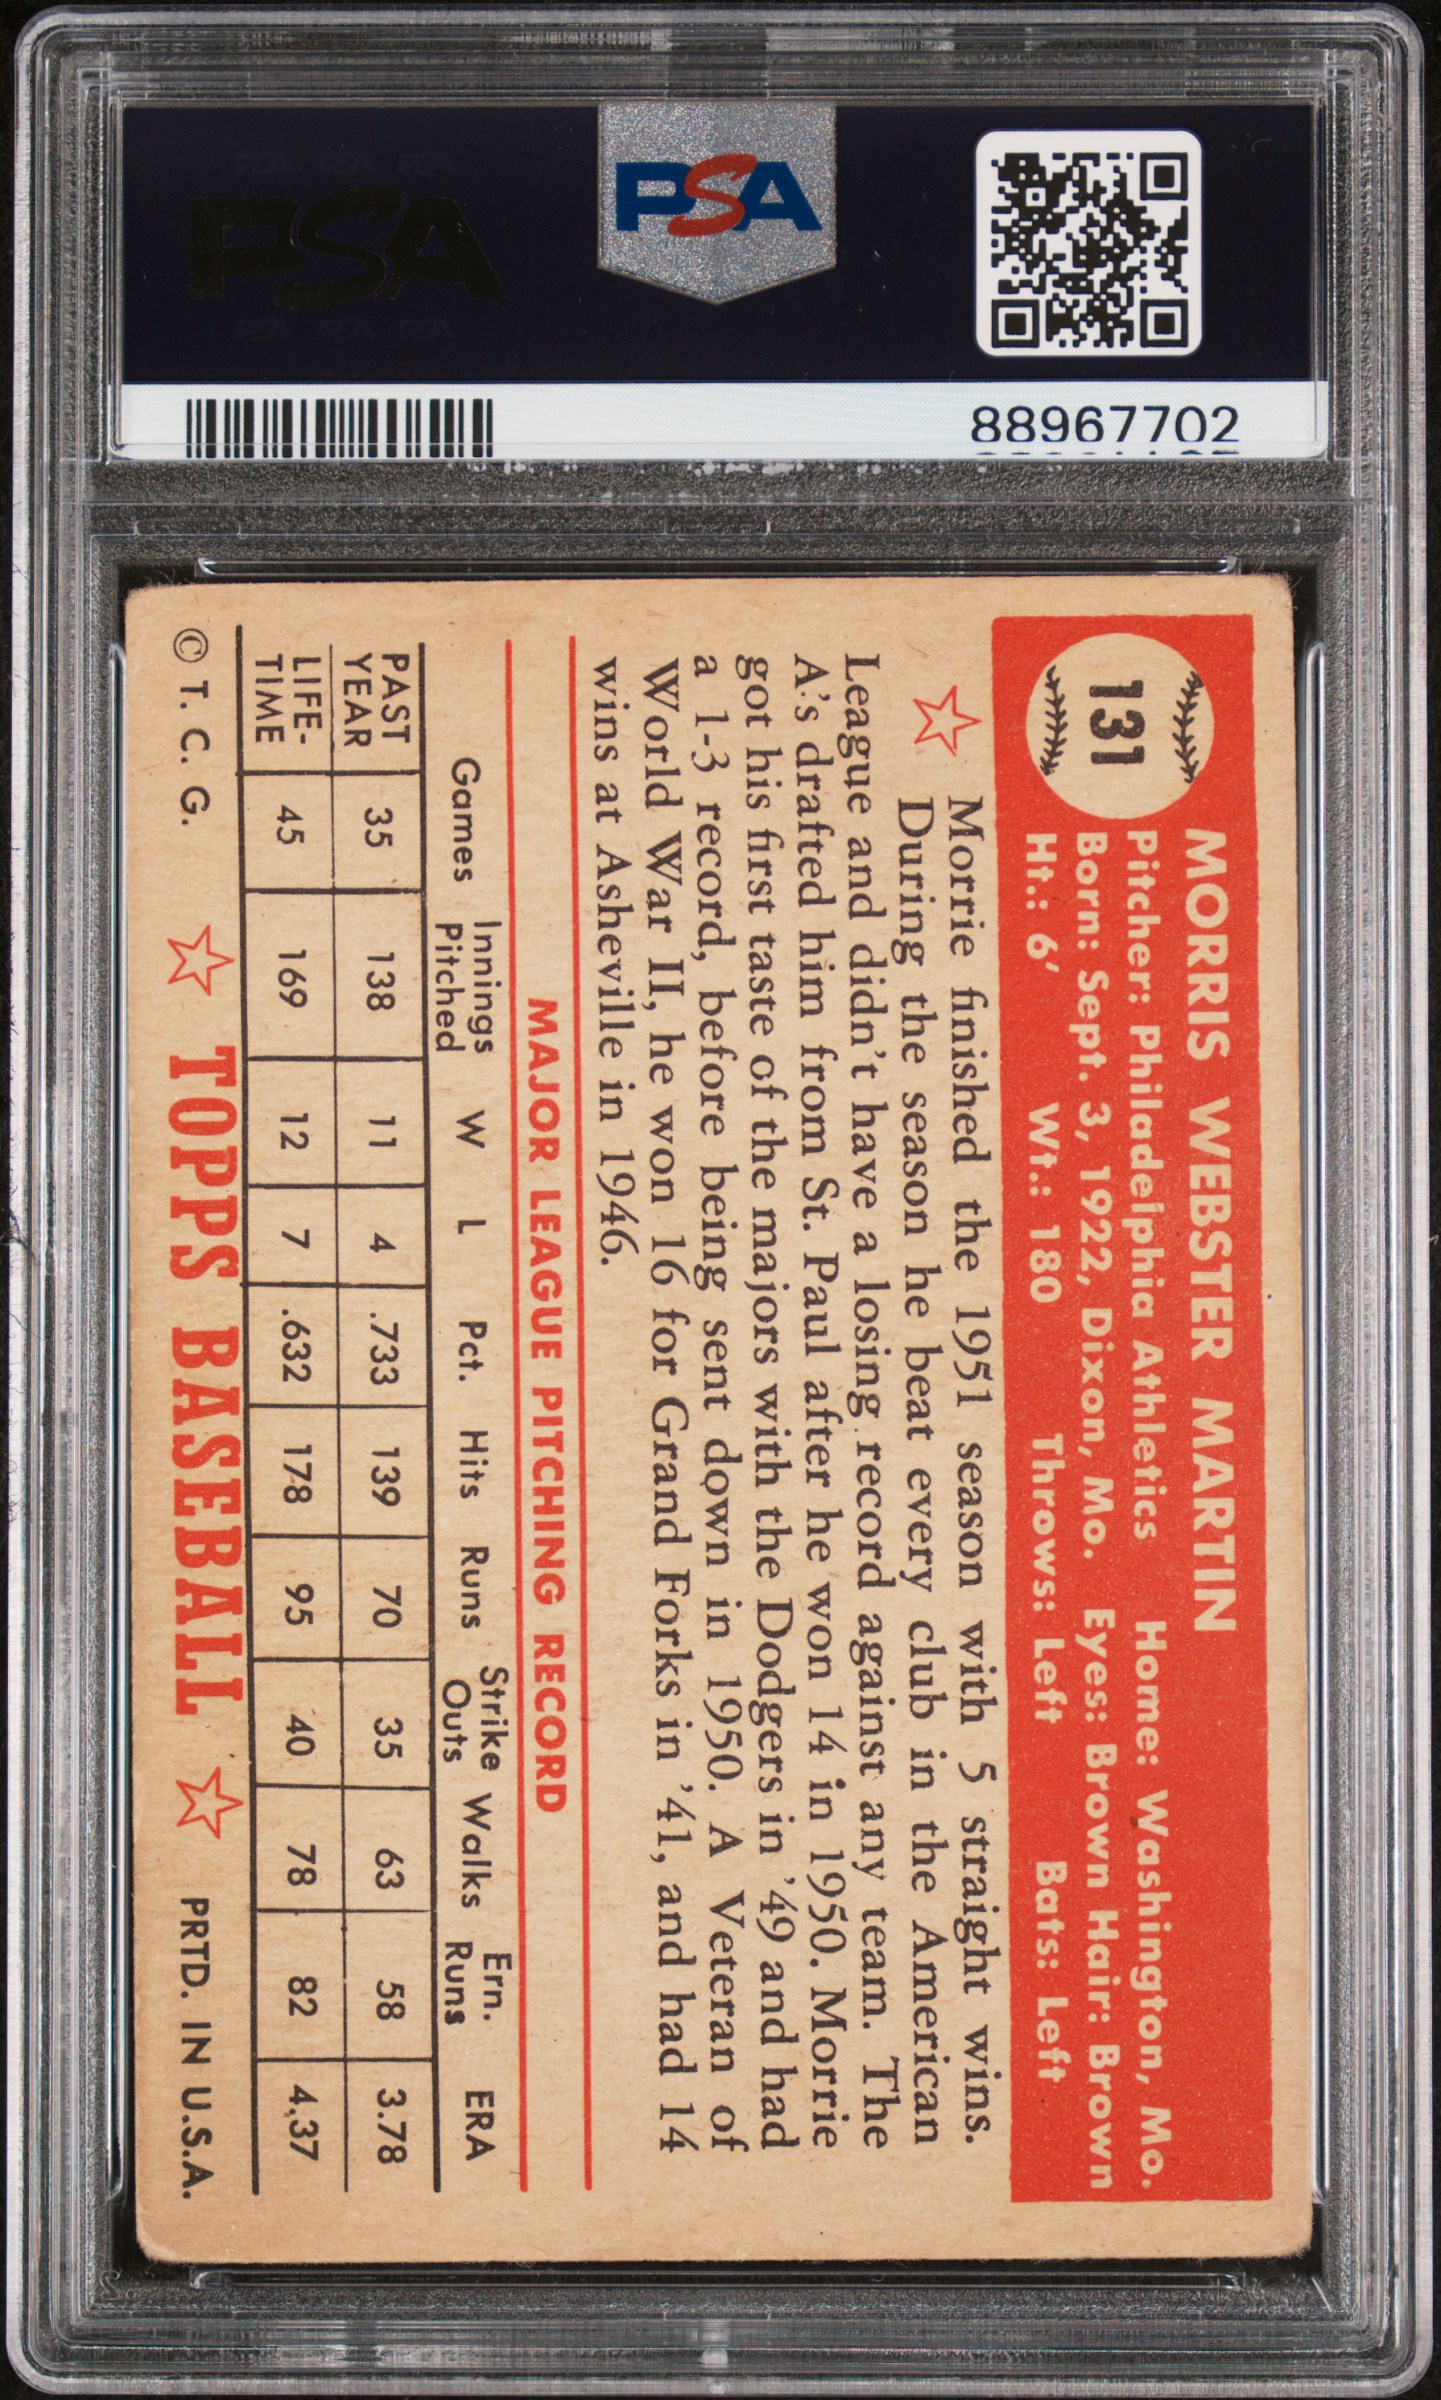 PSA
PSA
88967702
131
MORRIS WEBSTER MARTIN
Pitcher: Philadelphia Athletics Home: Washington, Mo.
Born: Sept. 3, 1922, Dixon, Mo. Eyes: Brown Hair: Brown
Ht.: 6' Wt.: 180 Throws: Left Bats: Left
Morrie finished the 1951 season with 5 straight wins.
During the season he beat every club in the American
League and didn't have a losing record against any team. The
A's drafted him from St. Paul after he won 14 in 1950. Morrie
got his first taste of the majors with the Dodgers in '49 and had
a 1-3 record, before being sent down in 1950. A Veteran of
World War II, he won 16 for Grand Forks in '41, and had 14
wins at Asheville in 1946.
MAJOR LEAGUE PITCHING RECORD
Games Innings Pitched W L Pct. Hits Runs Strike Outs Walks Ern. Runs ERA
PAST YEAR 35 138 11 4 .733 139 70 35 63 58 3.78
LIFE-TIME 45 169 12 7 .632 178 95 40 78 82 4.37
© T. C. G. TOPPS BASEBALL PRTD. IN U.S.A.